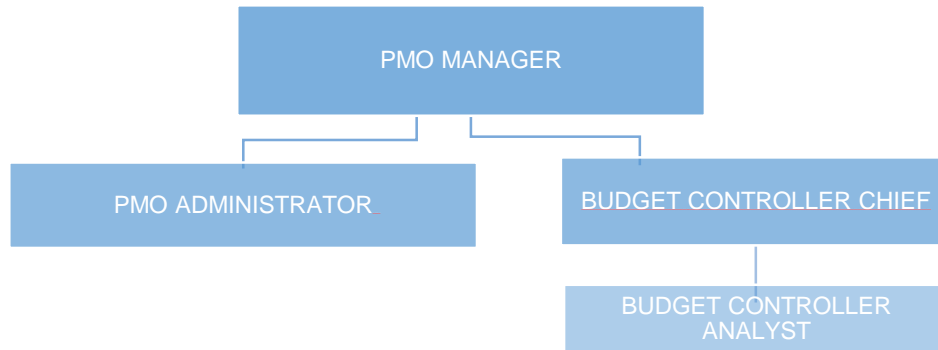 PMO MANAGER
PMO ADMINISTRATOR
BUDGET CONTROLLER CHIEF
BUDGET CONTROLLER
ANALYST